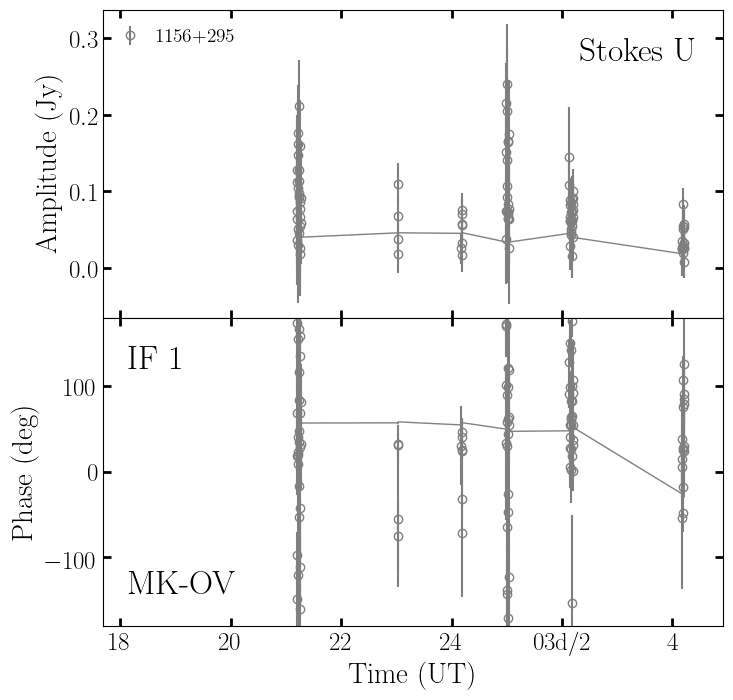 1156+295
Stokes U
Amplitude (Jy)
0.3
0.2
0.1
0.0
IF 1
MK-OV
Phase (deg)
100
0
−100
18 20 22 24 03d/2 4
Time (UT)